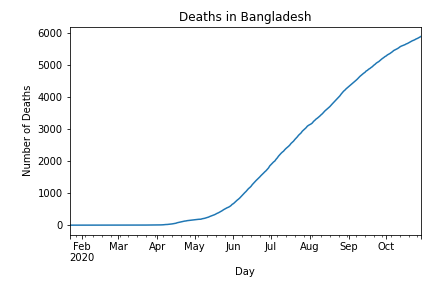 Deaths in Bangladesh
Number of Deaths
6000
5000
4000
3000
2000
1000
0
Feb Mar Apr May Jun Jul Aug Sep Oct
2020
Day